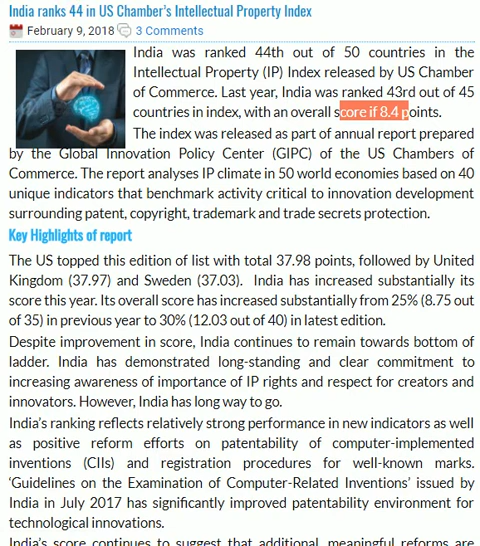 India ranks 44 in US Chamber's Intellectual Property Index
February 9, 2018 3 Comments
India was ranked 44th out of 50 countries in the
Intellectual Property (IP) Index released by US Chamber
of Commerce. Last year, India was ranked 43rd out of 45
countries in index, with an overall score if 8.4 points.
The index was released as part of annual report prepared
by the Global Innovation Policy Center (GIPC) of the US Chambers of
Commerce. The report analyses IP climate in 50 world economies based on 40
unique indicators that benchmark activity critical to innovation development
surrounding patent, copyright, trademark and trade secrets protection.
Key Highlights of report
The US topped this edition of list with total 37.98 points, followed by United
Kingdom (37.97) and Sweden (37.03). India has increased substantially its
score this year. Its overall score has increased substantially from 25% (8.75 out
of 35) in previous year to 30% (12.03 out of 40) in latest edition.
Despite improvement in score, India continues to remain towards bottom of
ladder. India has demonstrated long-standing and clear commitment to
increasing awareness of importance of IP rights and respect for creators and
innovators. However, India has long way to go.
India's ranking reflects relatively strong performance in new indicators as well
as positive reform efforts on patentability of computer-implemented
inventions (CIIs) and registration procedures for well-known marks.
'Guidelines on the Examination of Computer-Related Inventions' issued by
India in July 2017 has significantly improved patentability environment for
technological innovations.
India's score continues to suggest that additional, meaningful reforms are